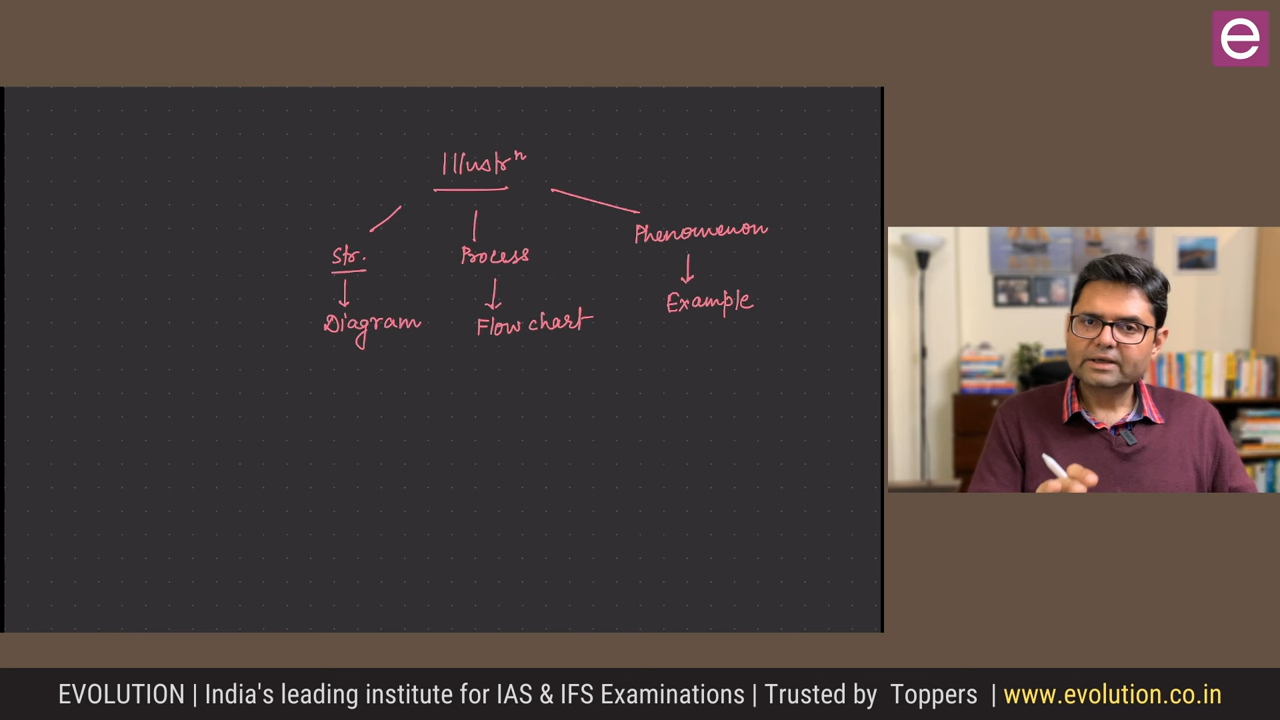 e
Illustrⁿ
Str. Process Phenomenon
Diagram Flow chart Example
EVOLUTION | India's leading institute for IAS & IFS Examinations | Trusted by Toppers | www.evolution.co.in